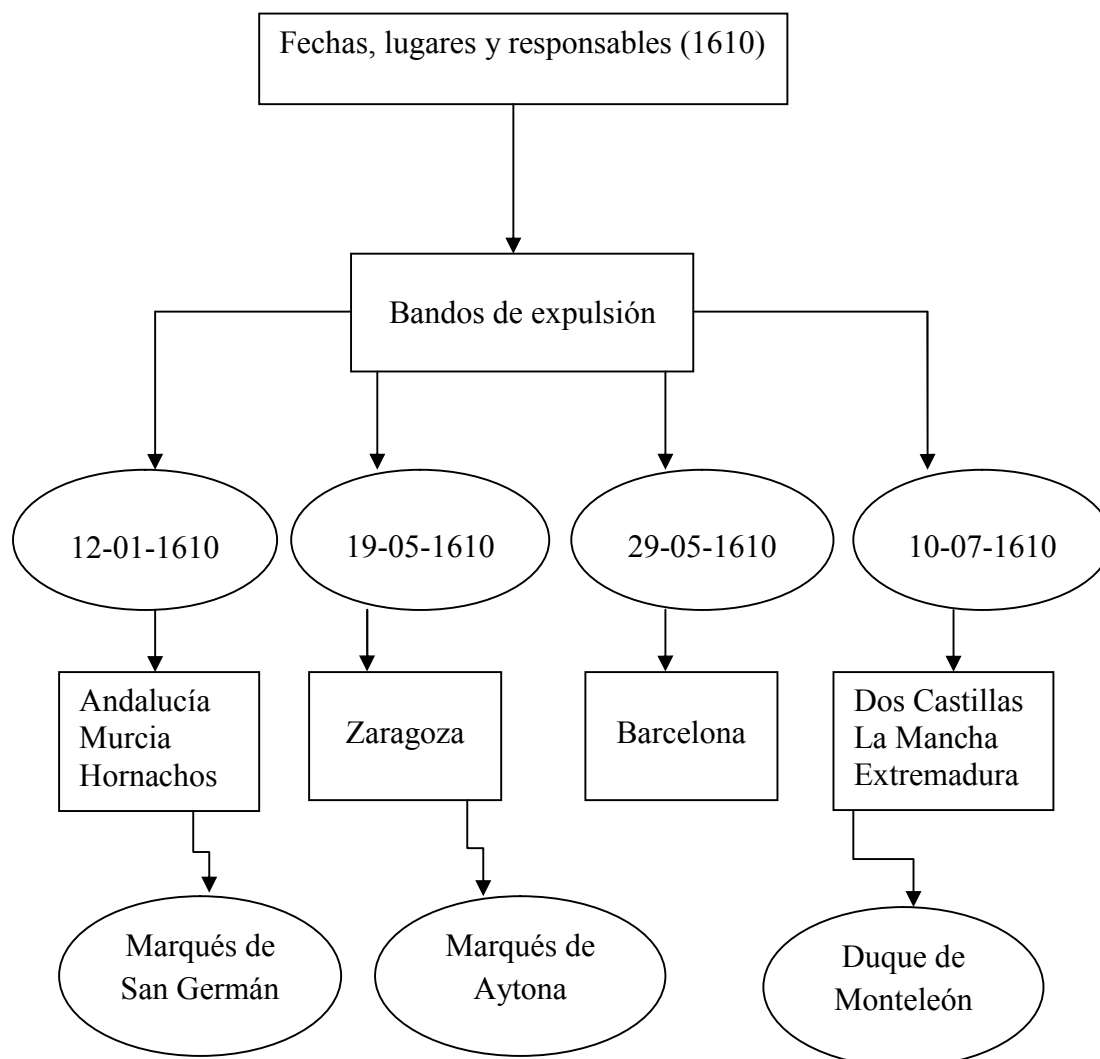 Fechas, lugares y responsables (1610)
Bandos de expulsión
12-01-1610
19-05-1610
29-05-1610
10-07-1610
Andalucía
Murcia
Hornachos
Zaragoza
Barcelona
Dos Castillas
La Mancha
Extremadura
Marqués de
San Germán
Marqués de
Aytona
Duque de
Monteleón